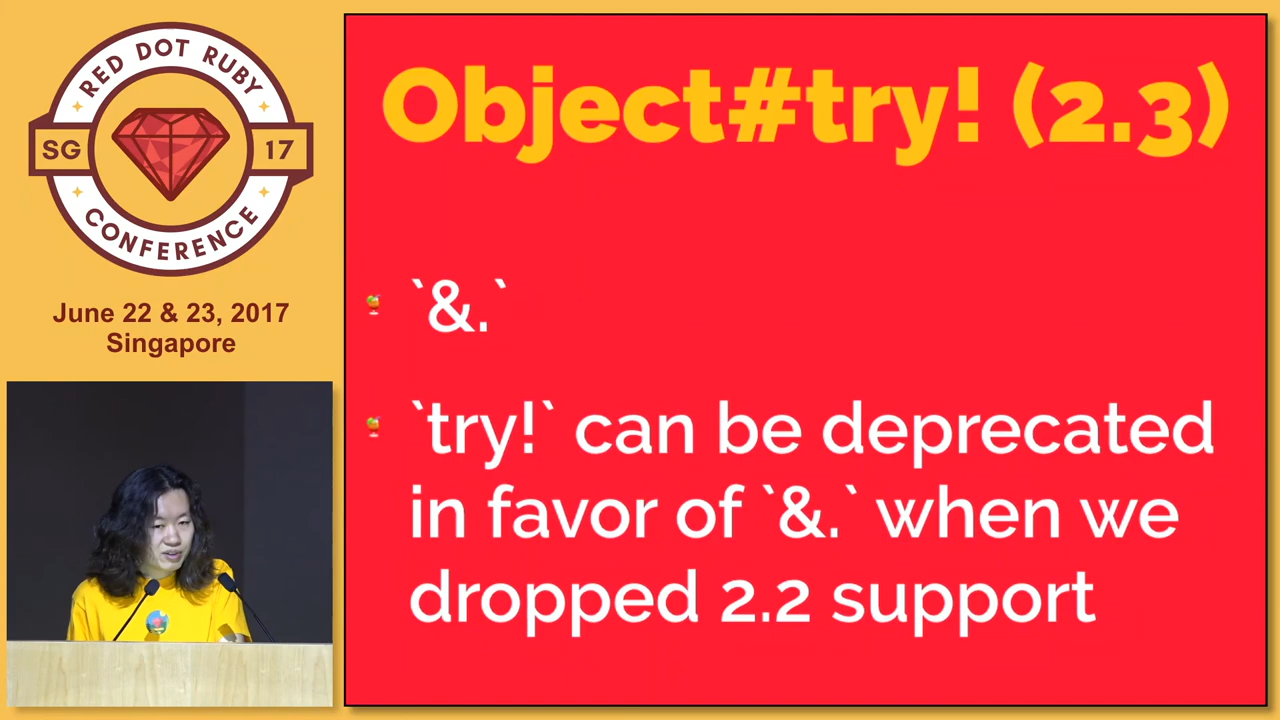 RED DOT RUBY
SG 17
CONFERENCE
June 22 & 23, 2017
Singapore
Object#try! (2.3)
`&.`
`try!` can be deprecated
in favor of `&.` when we
dropped 2.2 support